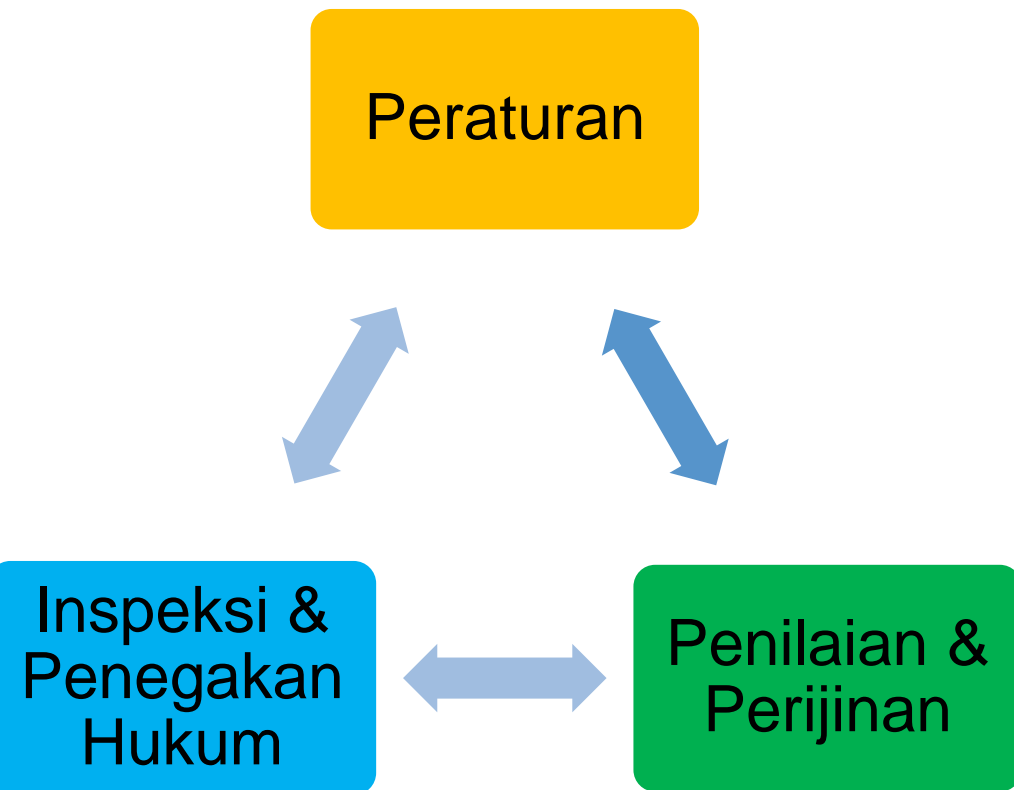 Peraturan
Inspeksi &
Penegakan
Hukum
Penilaian &
Perijinan